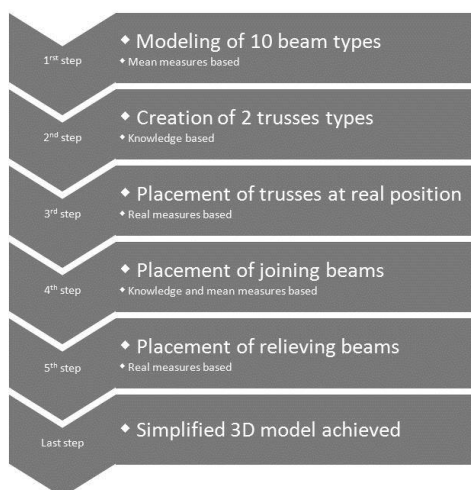 1rst step
◆ Modeling of 10 beam types
◆ Mean measures based
2nd step
◆ Creation of 2 trusses types
◆ Knowledge based
3rd step
◆ Placement of trusses at real position
◆ Real measures based
4th step
◆ Placement of joining beams
◆ Knowledge and mean measures based
5th step
◆ Placement of relieving beams
◆ Real measures based
Last step
◆ Simplified 3D model achieved